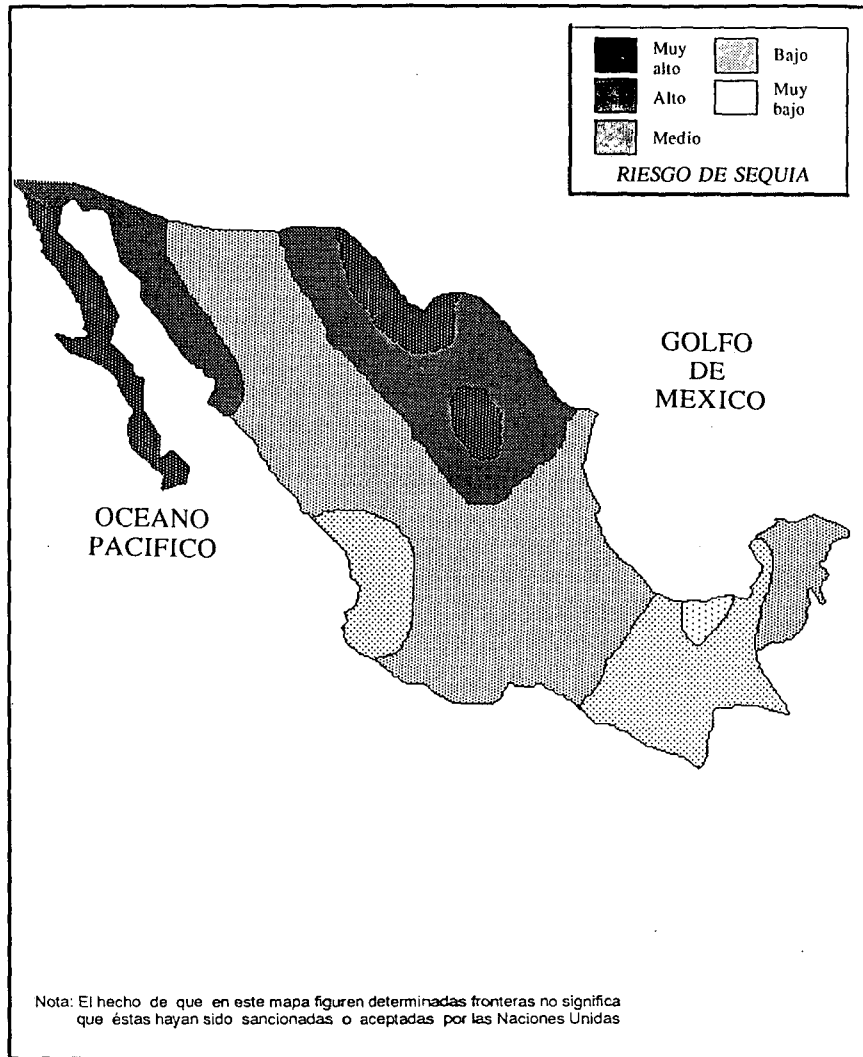 Muy
alto
Bajo
Alto
Muy
bajo
Medio
RIESGO DE SEQUIA
GOLFO
DE
MEXICO
OCEANO
PACIFICO
Nota: El hecho de que en este mapa figuren determinadas fronteras no significa
que éstas hayan sido sancionadas o aceptadas por las Naciones Unidas